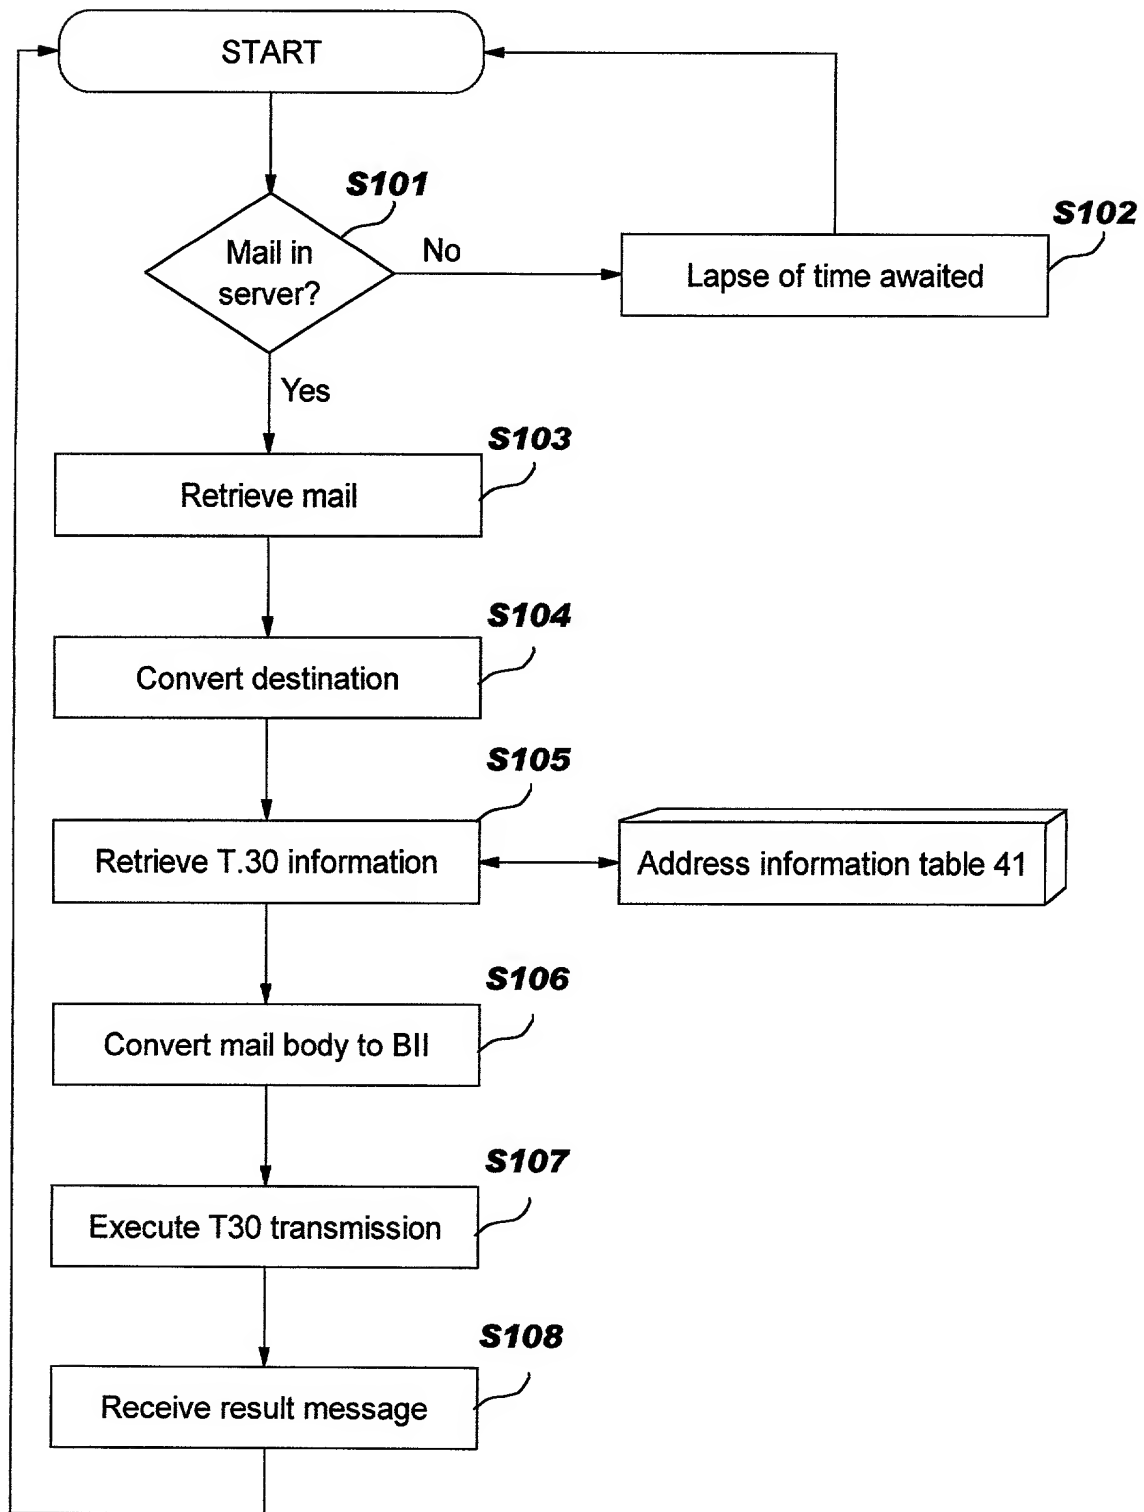 START
S101
Mail in
server?
No
S102
Lapse of time awaited
Yes
S103
Retrieve mail
S104
Convert destination
S105
Retrieve T.30 information
Address information table 41
S106
Convert mail body to BII
S107
Execute T30 transmission
S108
Receive result message